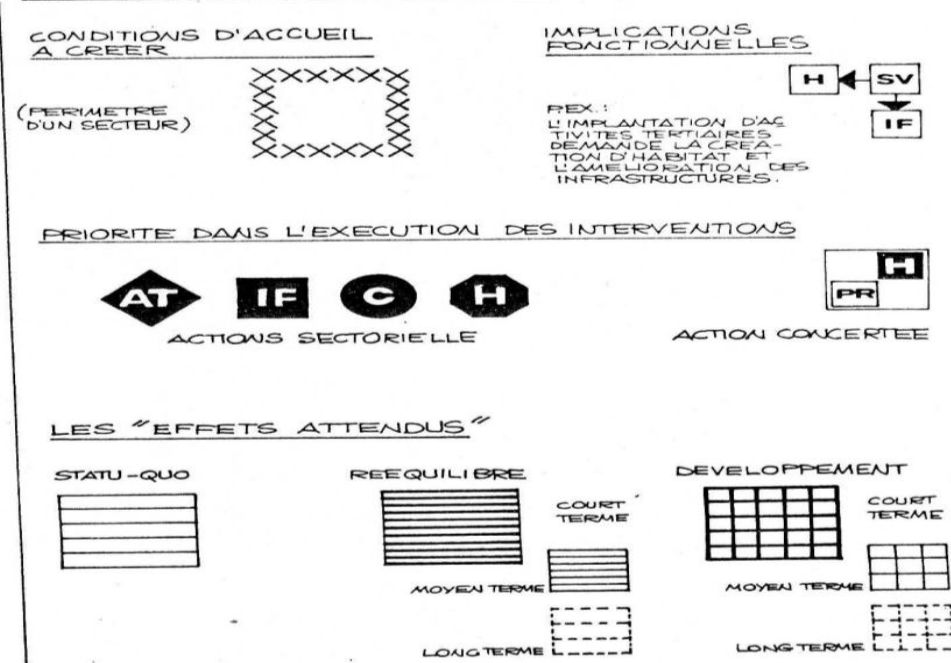 CONDITIONS D'ACCUEIL
A CREER
(PERIMETRE
D'UN SECTEUR)
IMPLICATIONS
FONCTIONNELLES
H
SV
IF
P.EX.:
L'IMPLANTATION D'AC
TIVITES TERTIAIRES
DEMANDE LA CREA-
TION D'HABITAT ET
L'AMELIORATION DES
INFRASTRUCTURES.
PRIORITE DANS L'EXECUTION DES INTERVENTIONS
AT
IF
C
H
ACTIONS SECTORIELLE
H
PR
ACTION CONCERTEE
LES "EFFETS ATTENDUS"
STATU-QUO
REEQUILIBRE
COURT
TERME
MOYEN TERME
LONG TERME
DEVELOPPEMENT
COURT
TERME
MOYEN TERME
LONG TERME